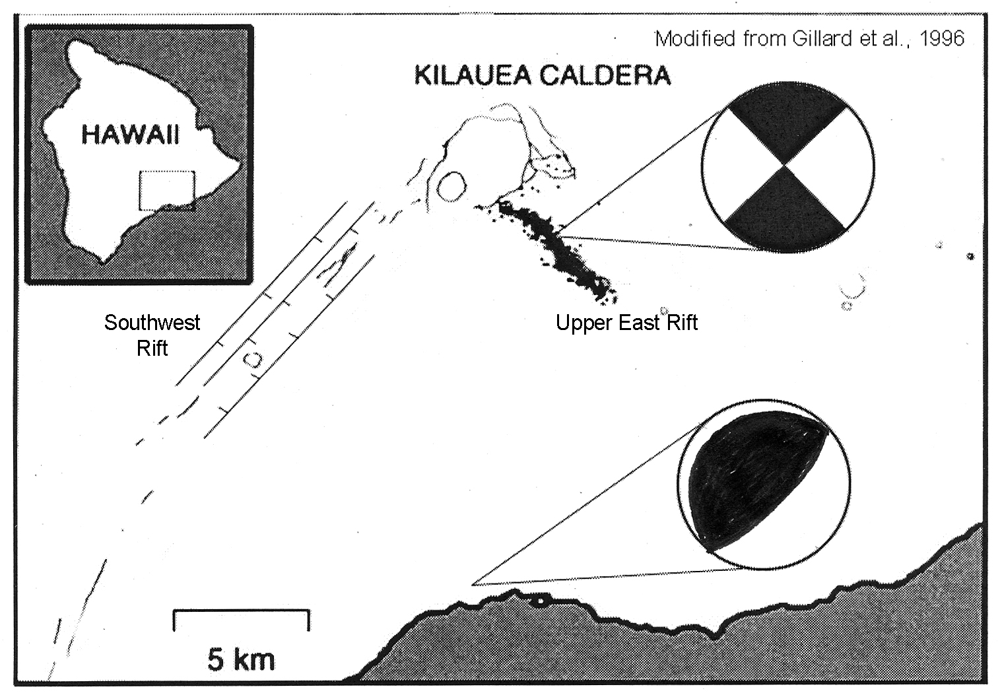 Modified from Gillard et al., 1996
KILAUEA CALDERA
HAWAII
Southwest
Rift
Upper East Rift
5 km